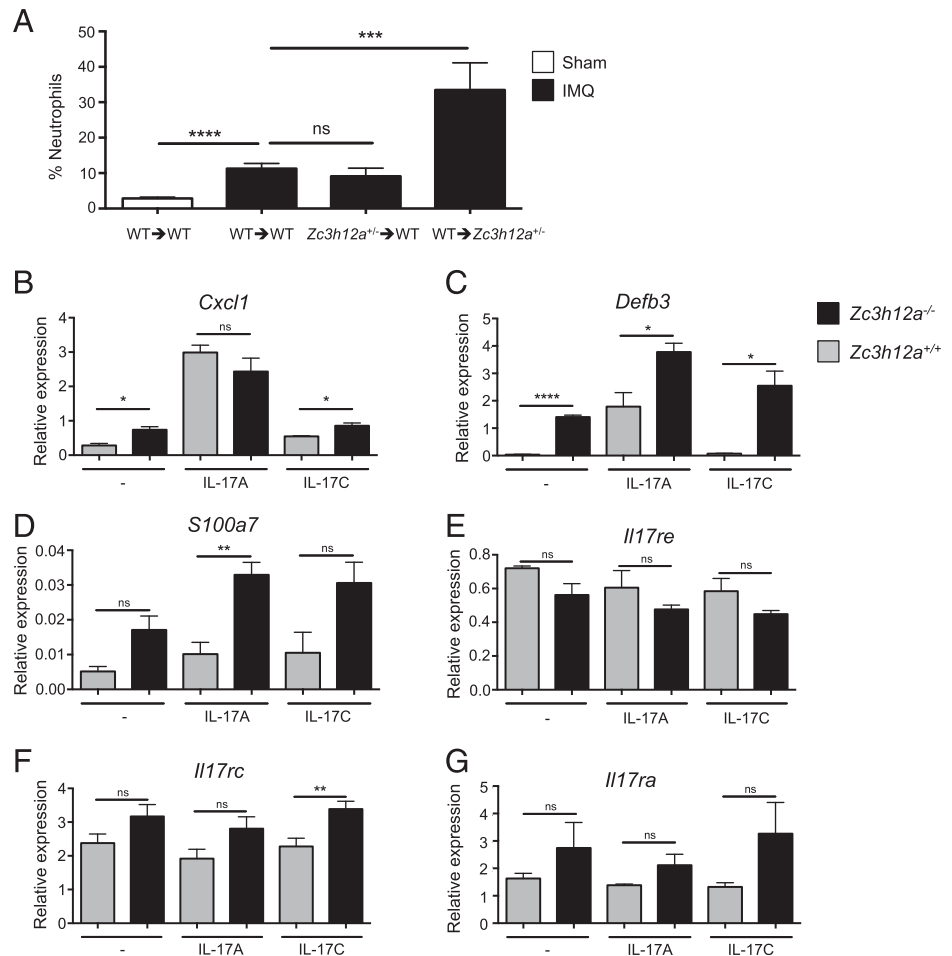 A
50
40
30
20
10
0
% Neutrophils
****
ns
***
Sham
IMQ
WT➔WT
WT➔WT
Zc3h12a+/-➔WT
WT➔Zc3h12a+/-
B
Cxcl1
Relative expression
4
3
2
1
0
*
ns
*
-
IL-17A
IL-17C
C
Defb3
Relative expression
5
4
3
2
1
0
****
*
*
-
IL-17A
IL-17C
Zc3h12a-/-
Zc3h12a+/+
D
S100a7
Relative expression
0.04
0.03
0.02
0.01
0.00
ns
**
ns
-
IL-17A
IL-17C
E
Il17re
Relative expression
0.8
0.6
0.4
0.2
0.0
ns
ns
ns
-
IL-17A
IL-17C
F
Il17rc
Relative expression
4
3
2
1
0
ns
ns
**
-
IL-17A
IL-17C
G
Il17ra
Relative expression
5
4
3
2
1
0
ns
ns
ns
-
IL-17A
IL-17C